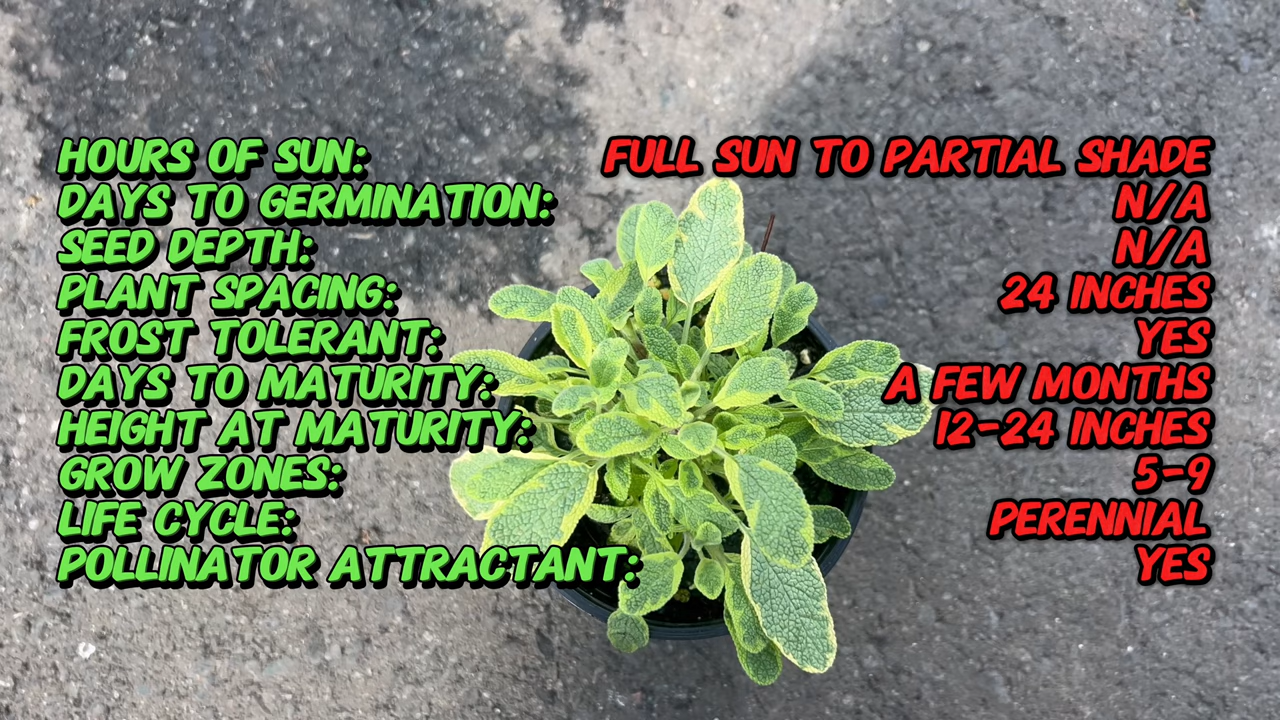 HOURS OF SUN: FULL SUN TO PARTIAL SHADE
DAYS TO GERMINATION: N/A
SEED DEPTH: N/A
PLANT SPACING: 24 INCHES
FROST TOLERANT: YES
DAYS TO MATURITY: A FEW MONTHS
HEIGHT AT MATURITY: 12-24 INCHES
GROW ZONES: 5-9
LIFE CYCLE: PERENNIAL
POLLINATOR ATTRACTANT: YES